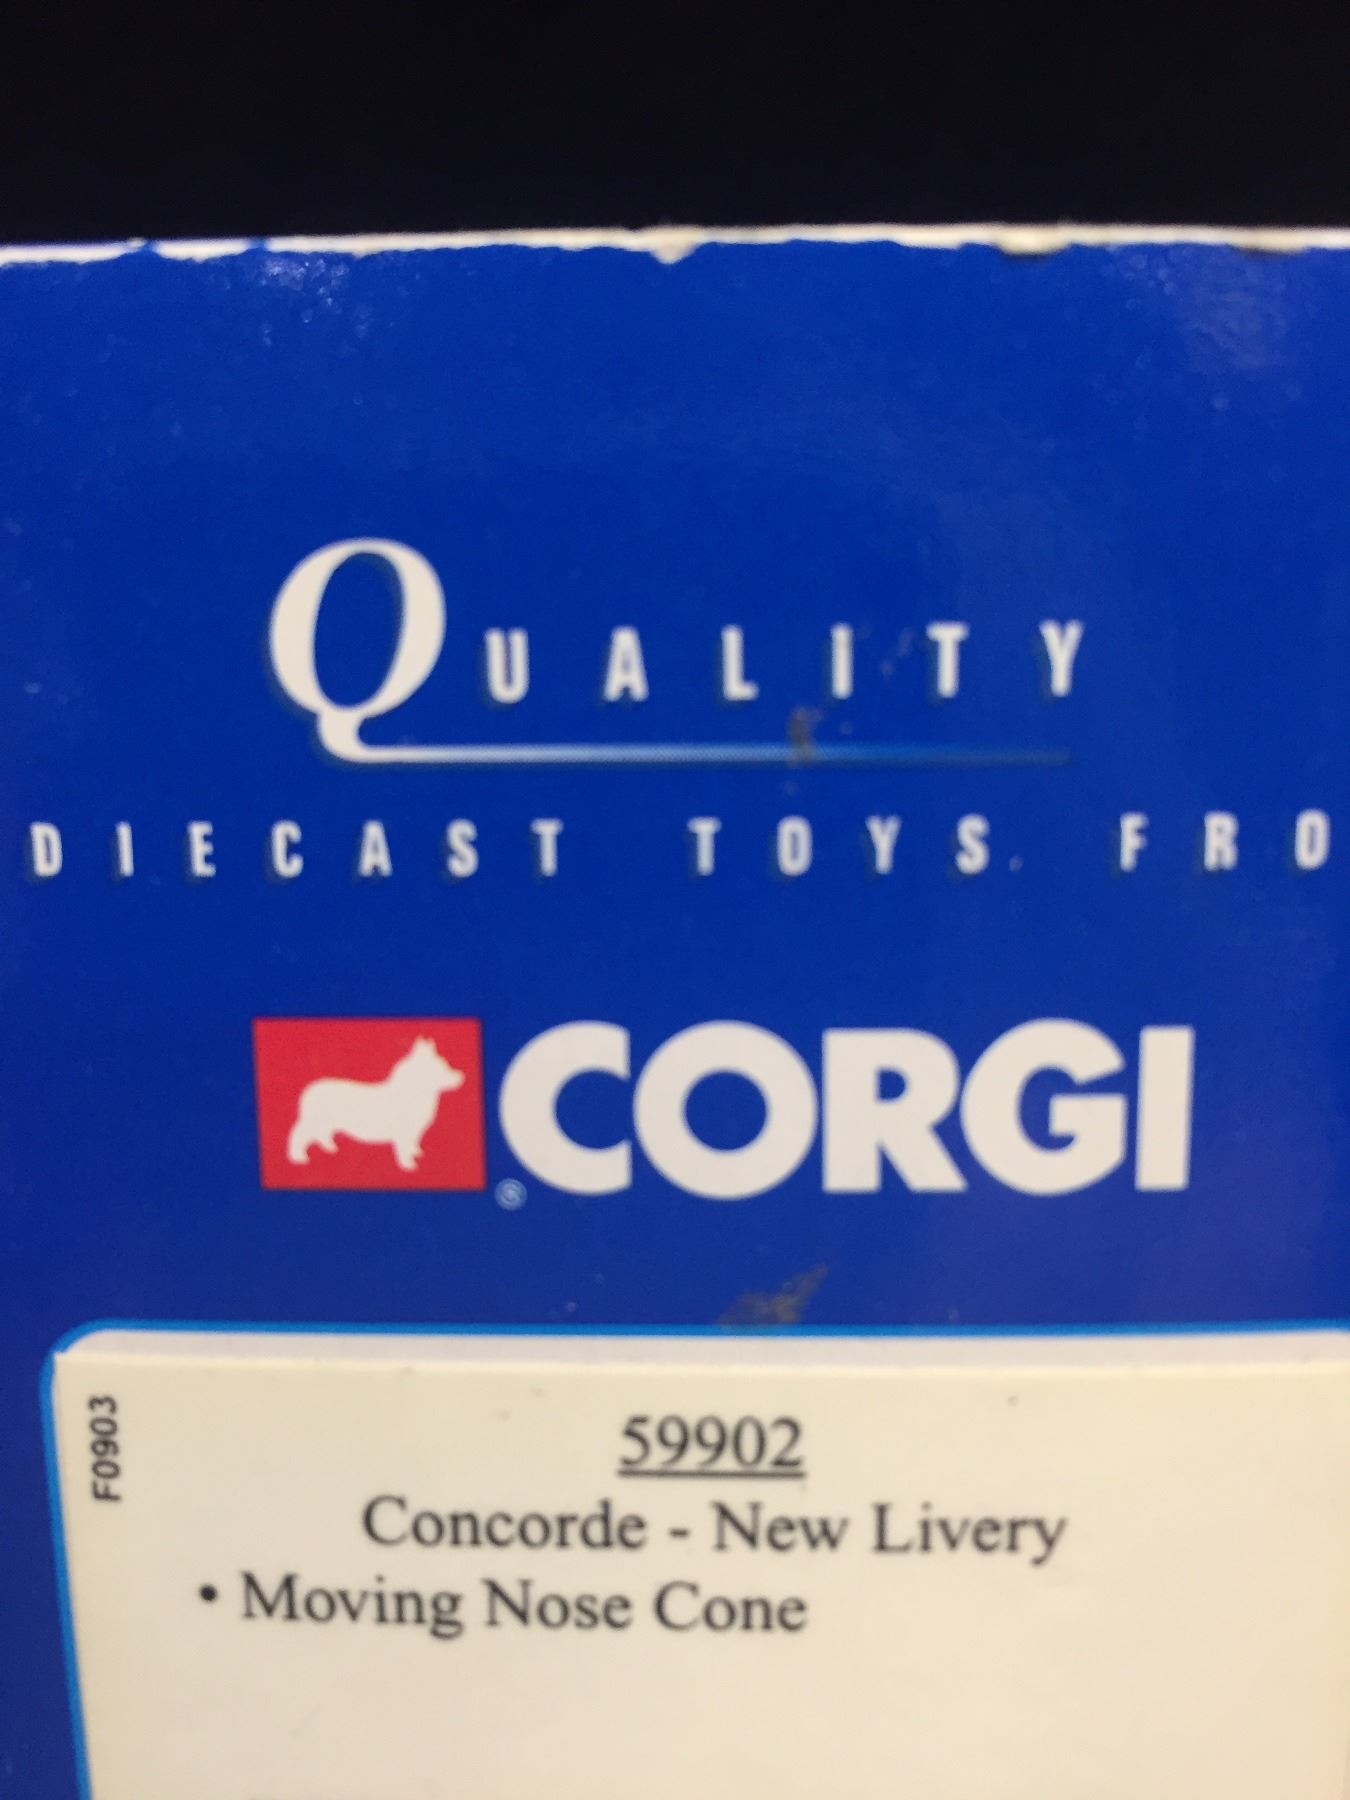 QUALITY
DIECAST TOYS FRO
® CORGI
F0903
59902
Concorde - New Livery
• Moving Nose Cone